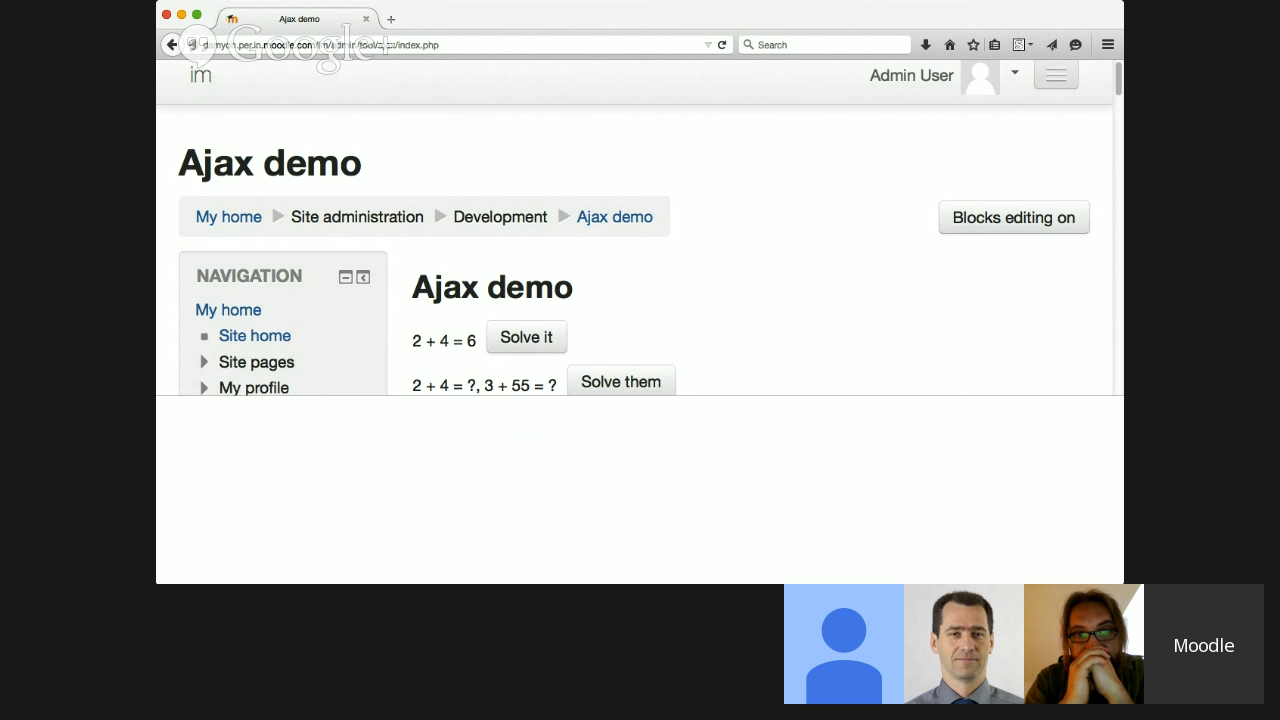 Ajax demo
Google+
Search
im
Admin User
Ajax demo
My home Site administration Development Ajax demo
Blocks editing on
NAVIGATION
My home
Site home
Site pages
My profile
Ajax demo
2 + 4 = 6 Solve it
2 + 4 = ?, 3 + 55 = ? Solve them
Moodle